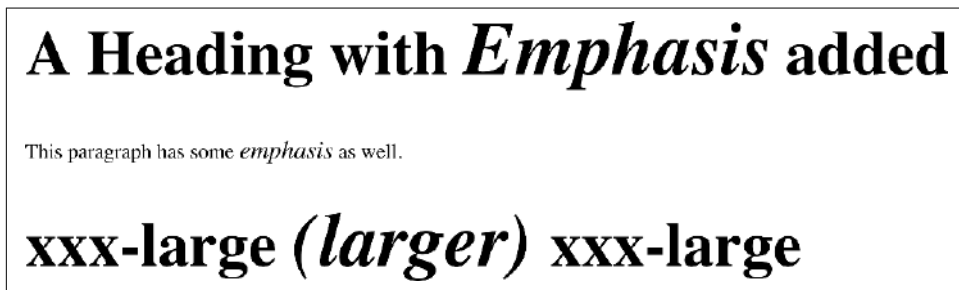 A Heading with Emphasis added
This paragraph has some emphasis as well.
xxx-large (larger) xxx-large